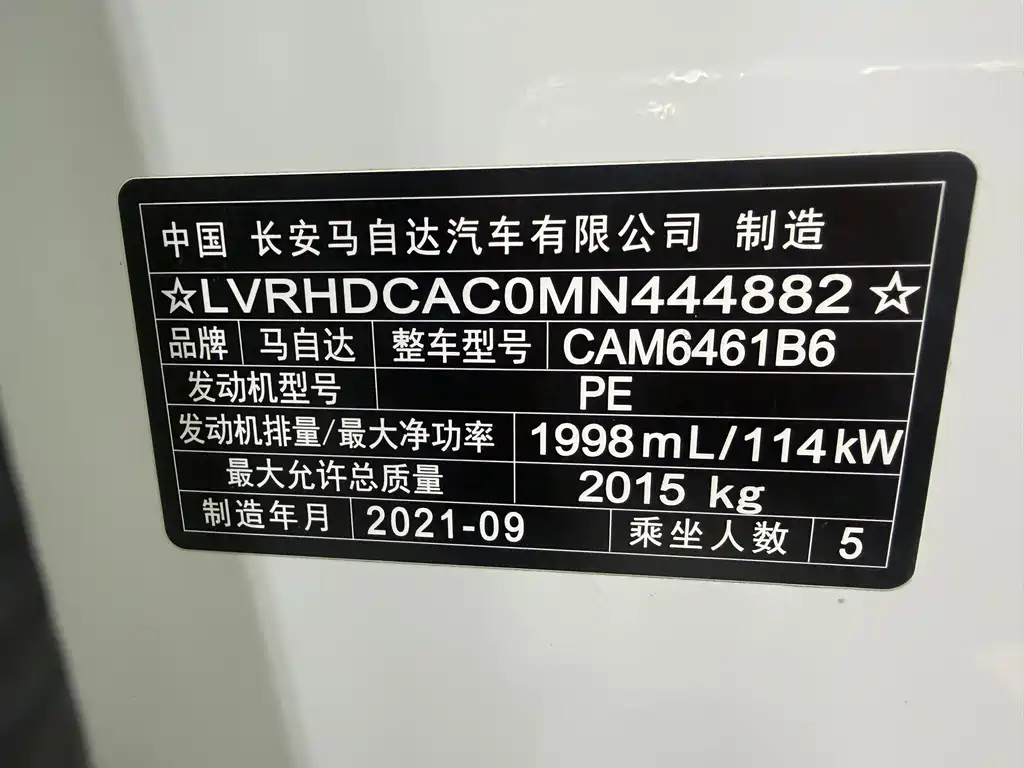 中国 长安马自达汽车有限公司 制造
☆LVRHDCAC0MN444882☆
品牌 马自达 整车型号 CAM6461B6
发动机型号 PE
发动机排量/最大净功率 1998mL/114kW
最大允许总质量 2015 kg
制造年月 2021-09 乘坐人数 5